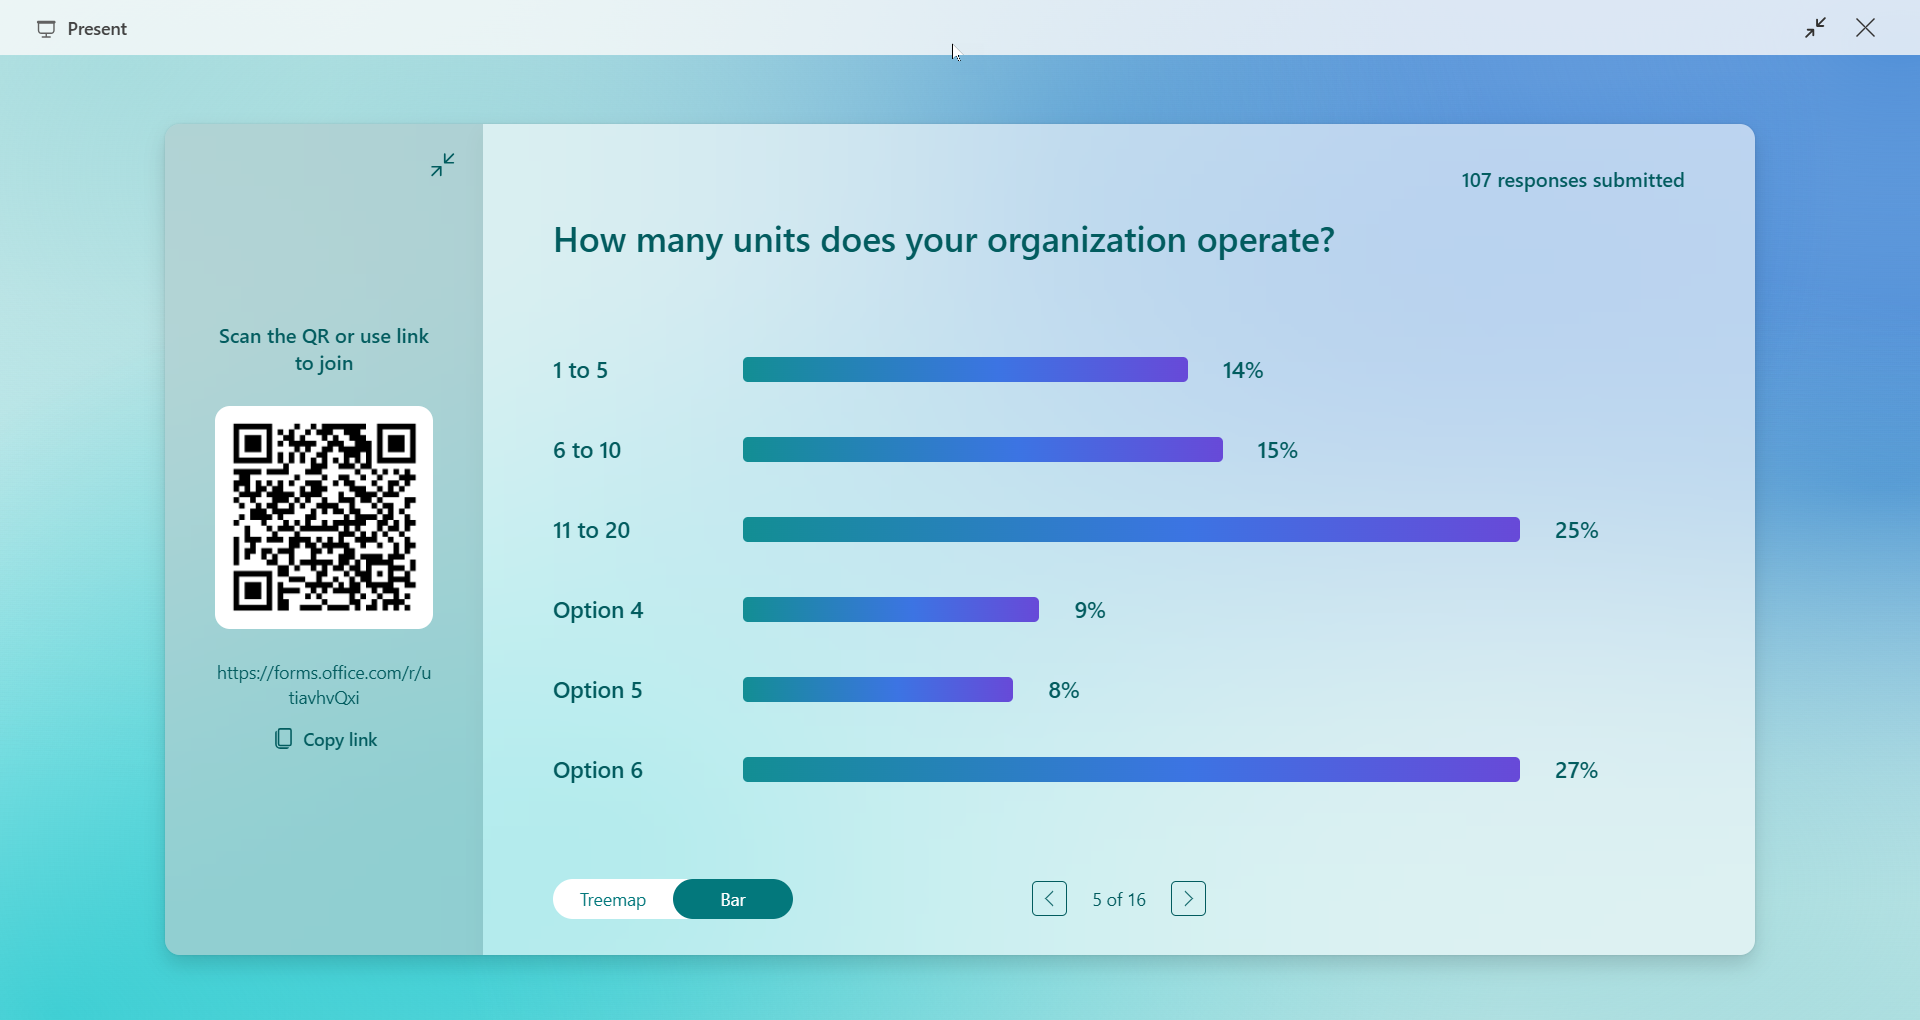 Present
107 responses submitted
How many units does your organization operate?
Scan the QR or use link
to join
https://forms.office.com/r/u
tiavhvQxi
Copy link
1 to 5 14%
6 to 10 15%
11 to 20 25%
Option 4 9%
Option 5 8%
Option 6 27%
Treemap Bar
5 of 16